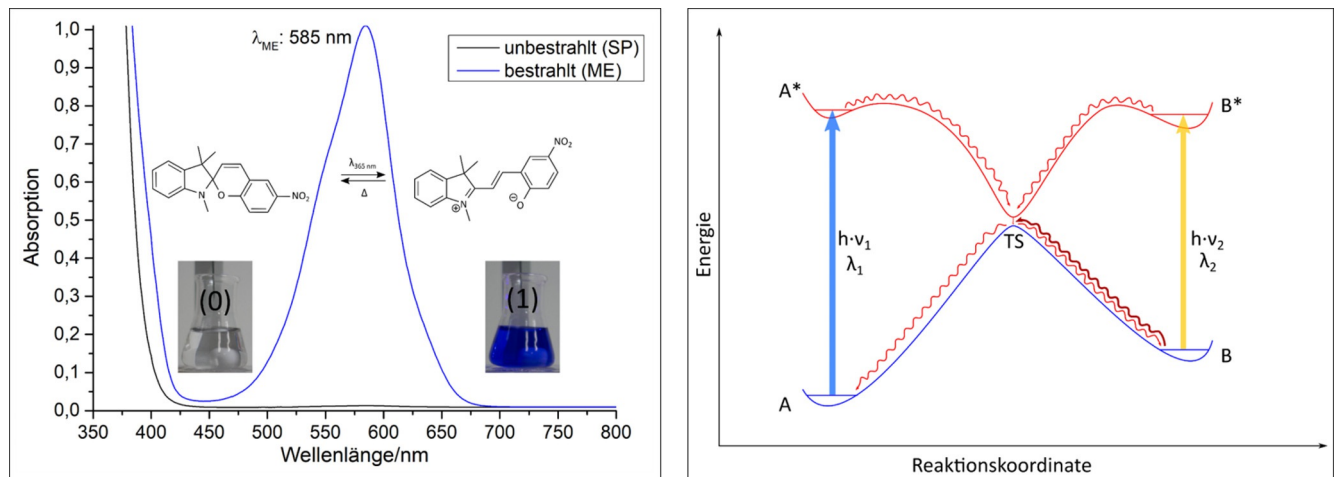 1,0
0,9
0,8
0,7
0,6
0,5
0,4
0,3
0,2
0,1
0,0
Absorption
350 400 450 500 550 600 650 700 750 800
Wellenlänge/nm
λME: 585 nm
unbestrahlt (SP)
bestrahlt (ME)
N
O
NO₂
λ365 nm
Δ
N
⊕
NO₂
⊖
O
(0)
(1)
Energie
Reaktionskoordinate
A*
B*
h·ν₁
λ₁
TS
h·ν₂
λ₂
A
B